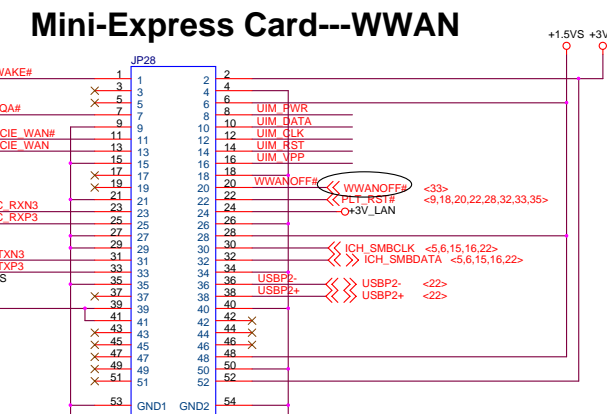 Mini-Express Card---WWAN
+1.5VS +3V
JP28
WAKE# 1 1 2 2
3 3 4 4
5 5 6 6
QA# 7 7 8 8 UIM_PWR
9 9 10 10 UIM_DATA
CIE_WAN# 11 11 12 12 UIM_CLK
CIE_WAN 13 13 14 14 UIM_RST
15 15 16 16 UIM_VPP
17 17 18 18
19 19 20 20 WWANOFF# WWANOFF# <33>
21 21 22 22 PLT_RST# <9,18,20,22,28,32,33,35>
C_RXN3 23 23 24 24 +3V_LAN
C_RXP3 25 25 26 26
27 27 28 28
29 29 30 30 ICH_SMBCLK <5,6,15,16,22>
TXN3 31 31 32 32 ICH_SMBDATA <5,6,15,16,22>
TXP3 33 33 34 34
S 35 35 36 36 USBP2- USBP2- <22>
37 37 38 38 USBP2+ USBP2+ <22>
39 39 40 40
41 41 42 42
43 43 44 44
45 45 46 46
47 47 48 48
49 49 50 50
51 51 52 52
53 GND1 GND2 54